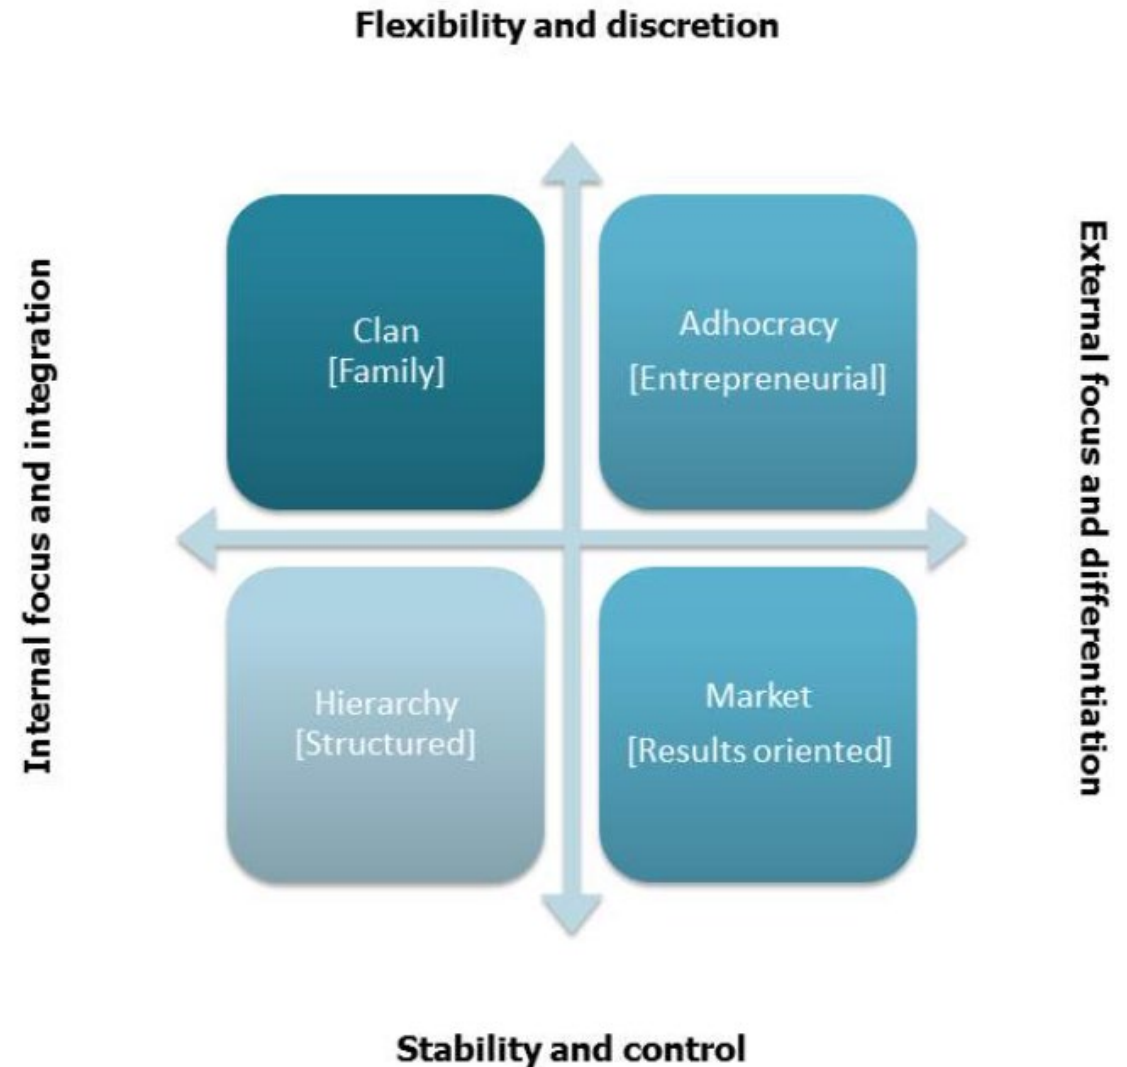 Flexibility and discretion
Internal focus and integration
Clan
[Family]
Adhocracy
[Entrepreneurial]
External focus and differentiation
Hierarchy
[Structured]
Market
[Results oriented]
Stability and control